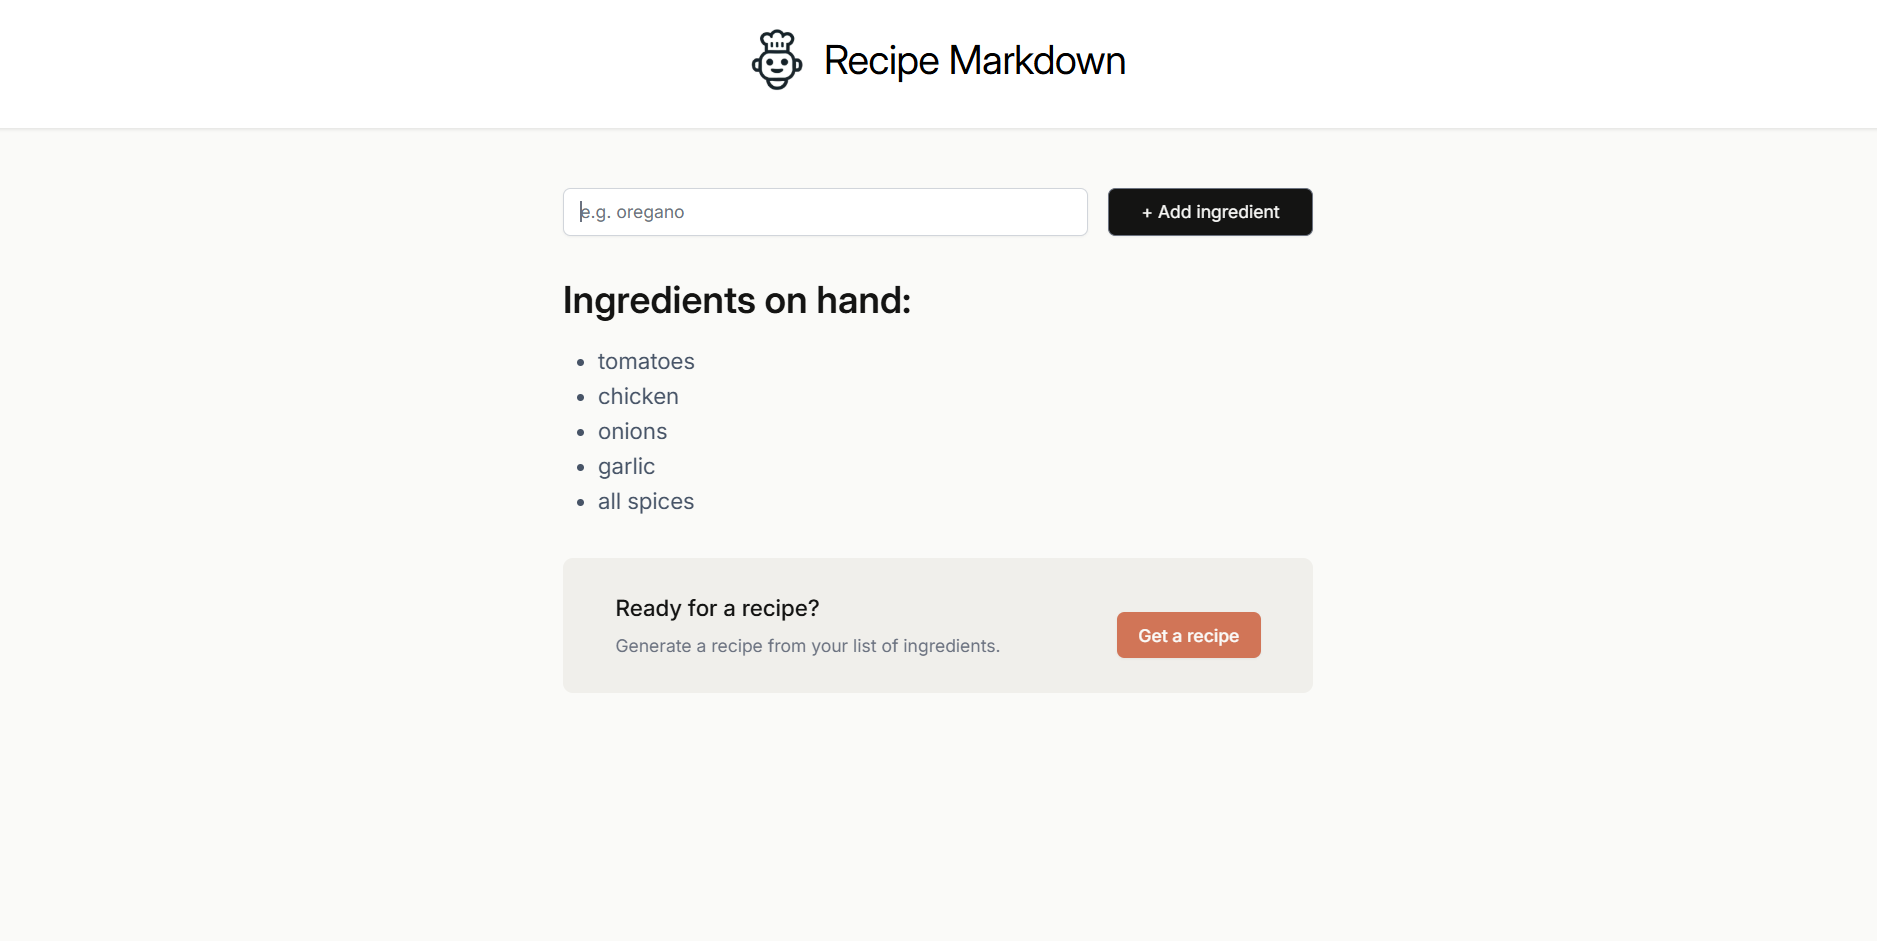 Recipe Markdown
e.g. oregano
+ Add ingredient
Ingredients on hand:
• tomatoes
• chicken
• onions
• garlic
• all spices
Ready for a recipe?
Generate a recipe from your list of ingredients.
Get a recipe